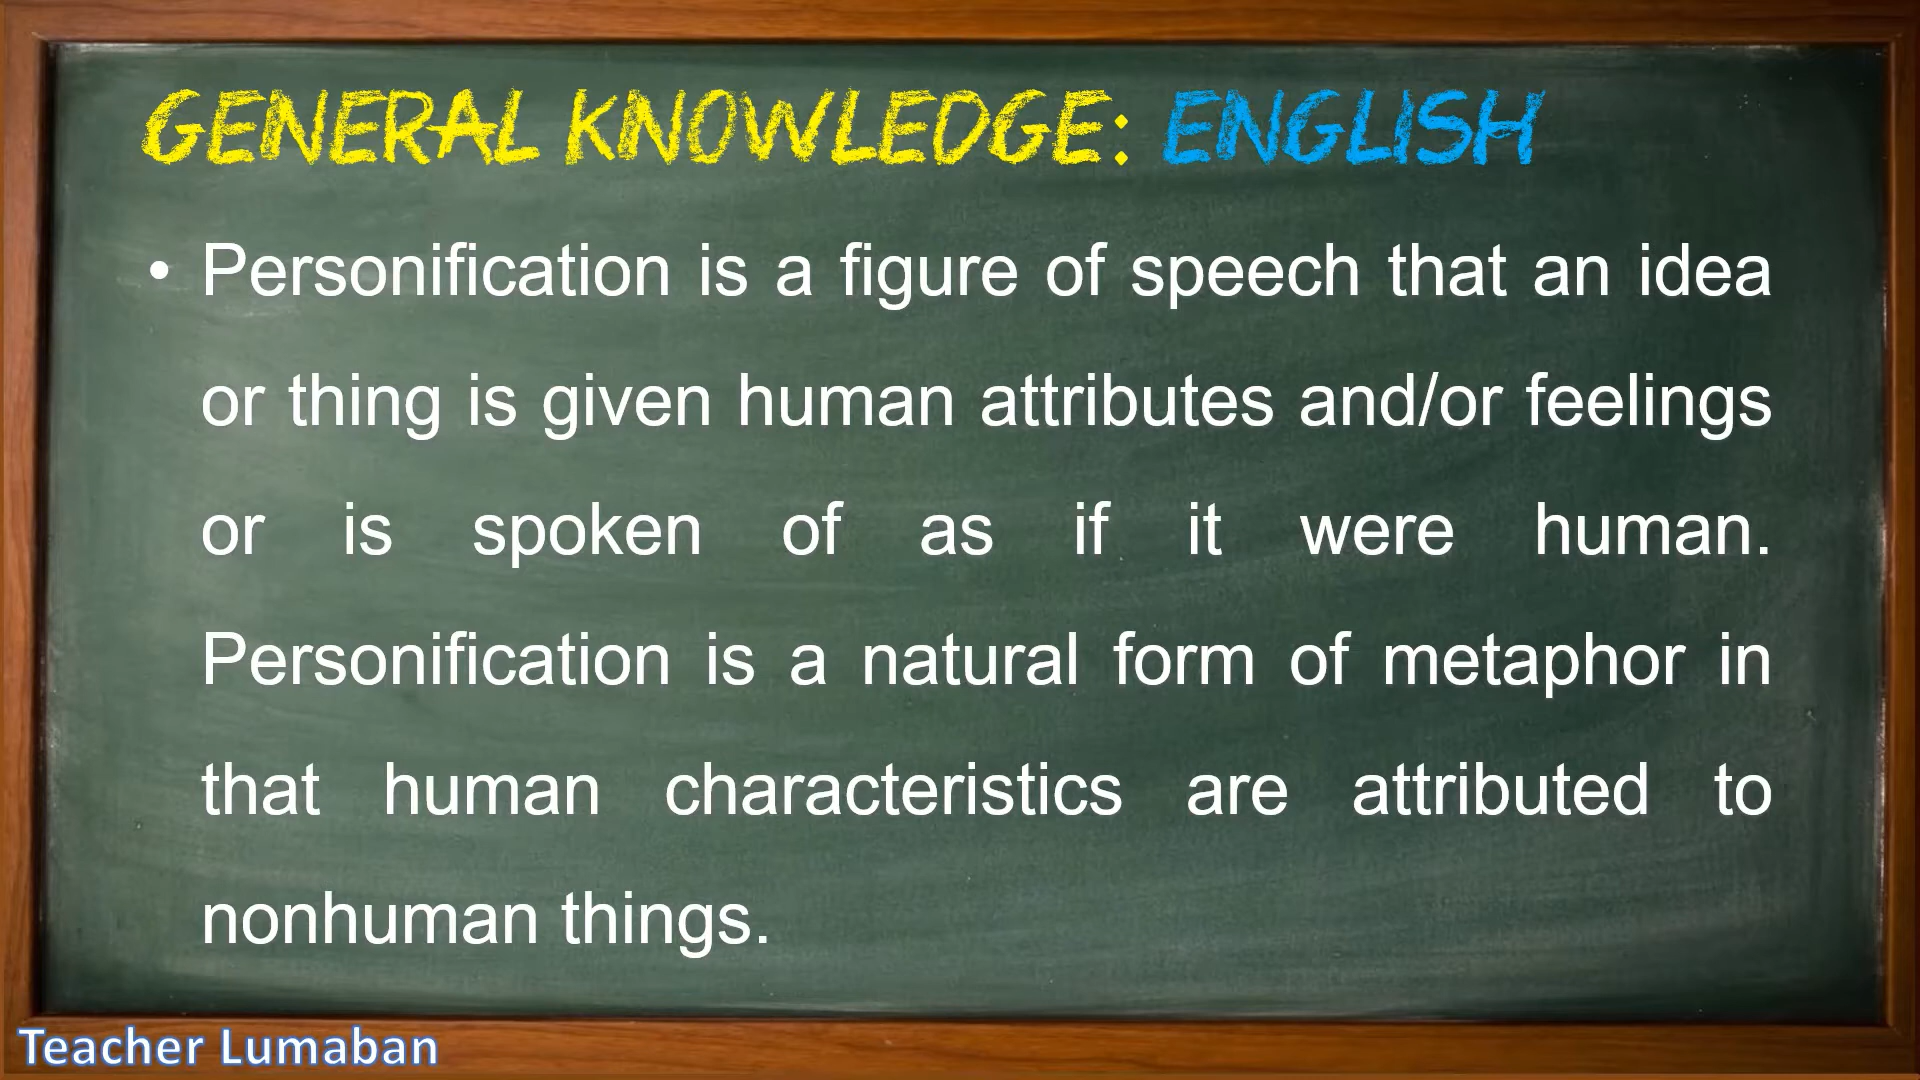 GENERAL KNOWLEDGE: ENGLISH
• Personification is a figure of speech that an idea
or thing is given human attributes and/or feelings
or is spoken of as if it were human.
Personification is a natural form of metaphor in
that human characteristics are attributed to
nonhuman things.
Teacher Lumaban